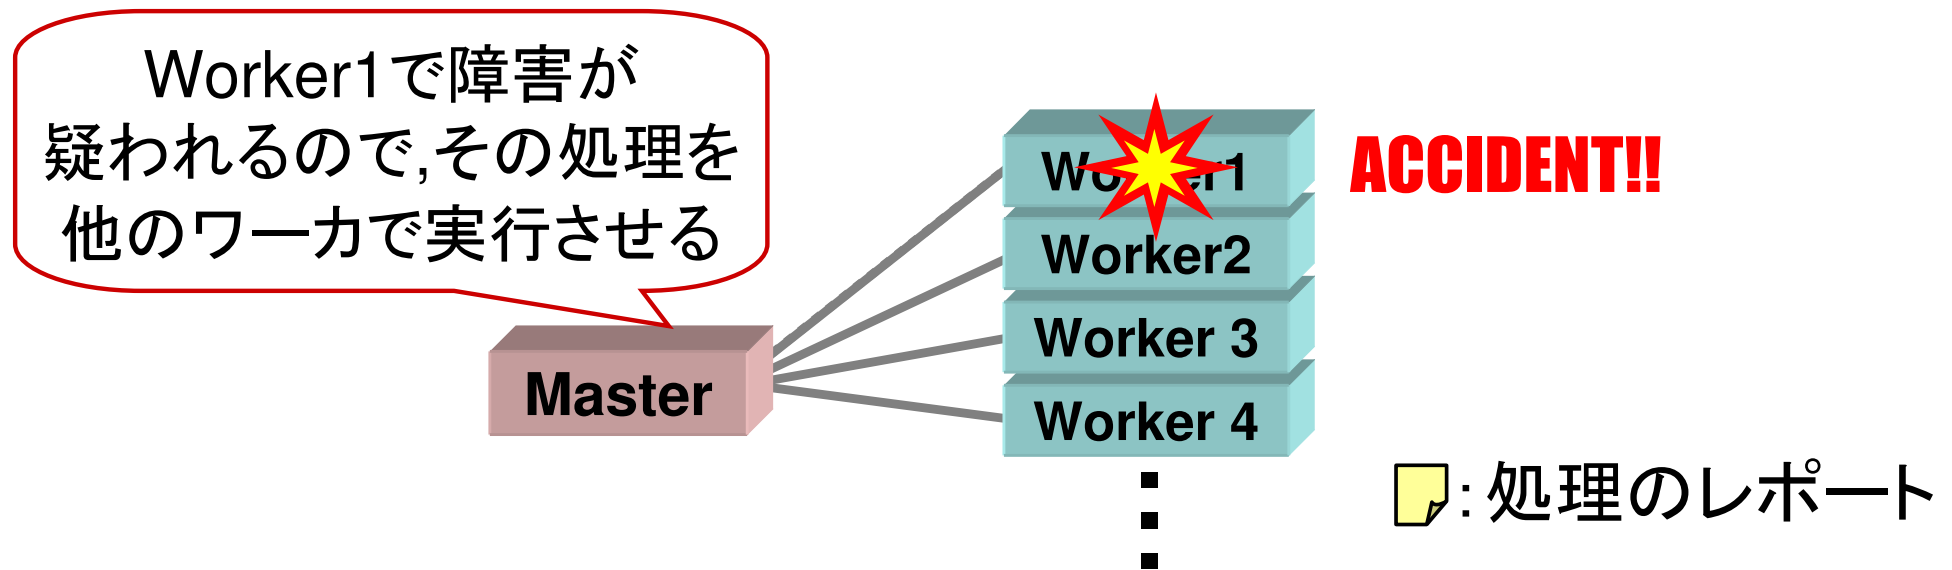 Worker1で障害が
疑われるので,その処理を
他のワーカで実行させる
Master
Worker1
Worker2
Worker 3
Worker 4
ACCIDENT!!
: 処理のレポート